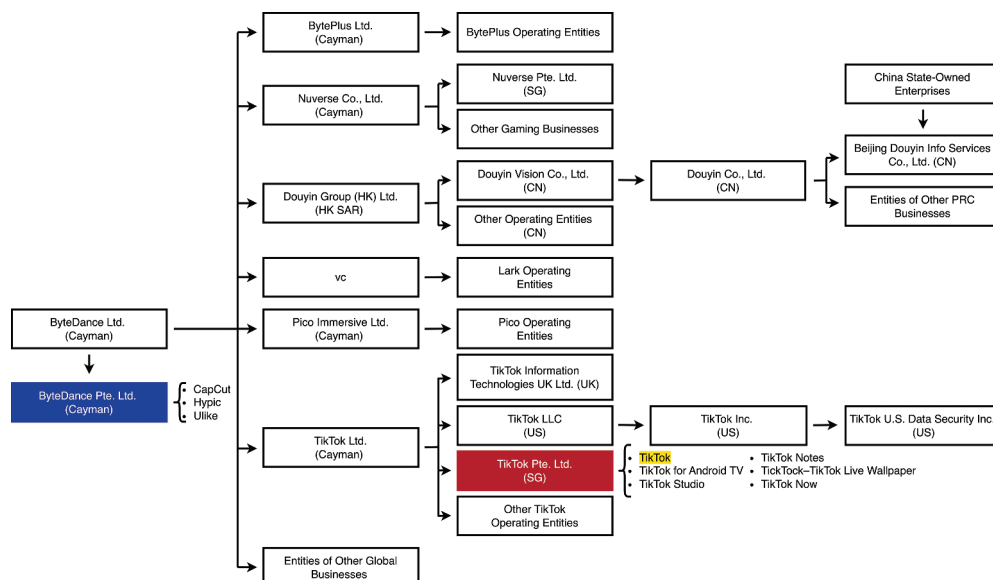 BytePlus Ltd.
(Cayman)
BytePlus Operating Entities
Nuverse Co., Ltd.
(Cayman)
Nuverse Pte. Ltd.
(SG)
Other Gaming Businesses
China State-Owned
Enterprises
Douyin Group (HK) Ltd.
(HK SAR)
Douyin Vision Co., Ltd.
(CN)
Other Operating Entities
(CN)
Douyin Co., Ltd.
(CN)
Beijing Douyin Info Services
Co., Ltd. (CN)
Entities of Other PRC
Businesses
vc
Lark Operating
Entities
ByteDance Ltd.
(Cayman)
Pico Immersive Ltd.
(Cayman)
Pico Operating
Entities
ByteDance Pte. Ltd.
(Cayman)
• CapCut
• Hypic
• Ulike
TikTok Ltd.
(Cayman)
TikTok Information
Technologies UK Ltd. (UK)
TikTok LLC
(US)
TikTok Inc.
(US)
TikTok U.S. Data Security Inc.
(US)
TikTok Pte. Ltd.
(SG)
• TikTok
• TikTok for Android TV
• TikTok Studio
• TikTok Notes
• TickTock–TikTok Live Wallpaper
• TikTok Now
Other TikTok
Operating Entities
Entities of Other Global
Businesses